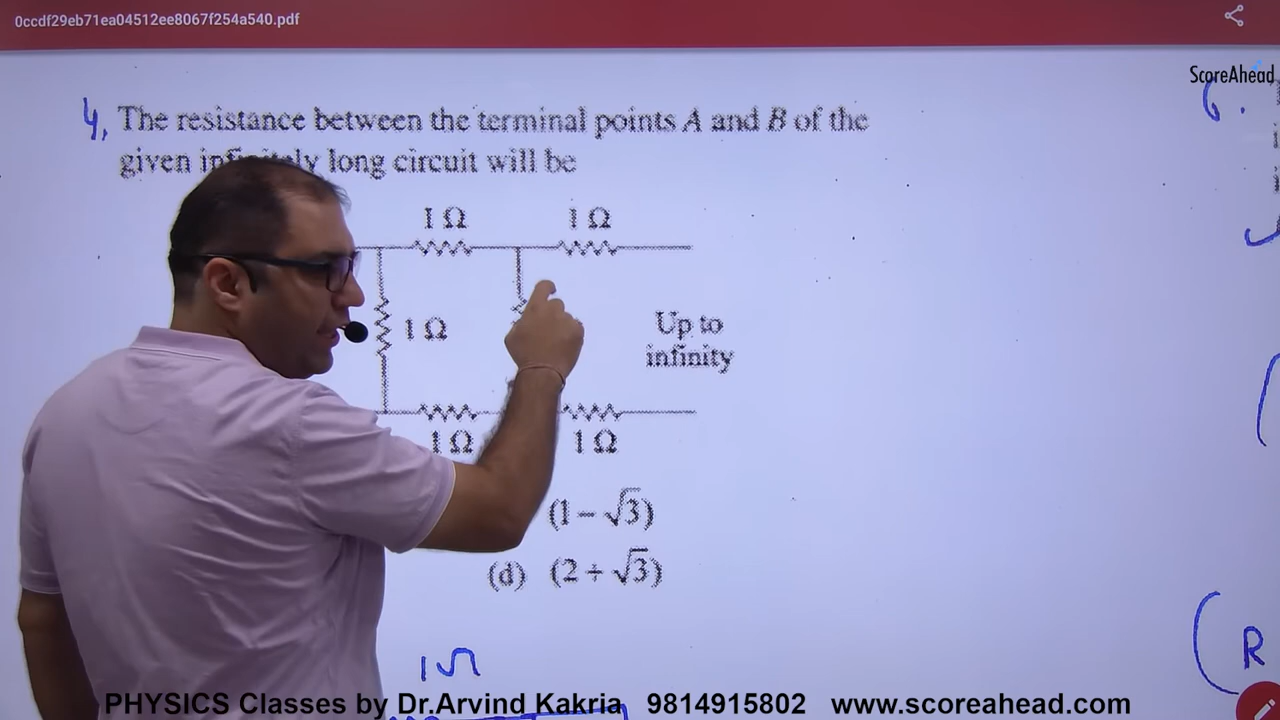 0ccdf29eb71ea04512ee8067f254a540.pdf
ScoreAhead
4, The resistance between the terminal points A and B of the
given infinitely long circuit will be
6.
1 Ω 1 Ω
1 Ω
Up to
infinity
1 Ω 1 Ω
(1 − √3)
(d) (2 + √3)
1Ω
(R
PHYSICS Classes by Dr.Arvind Kakria 9814915802 www.scoreahead.com